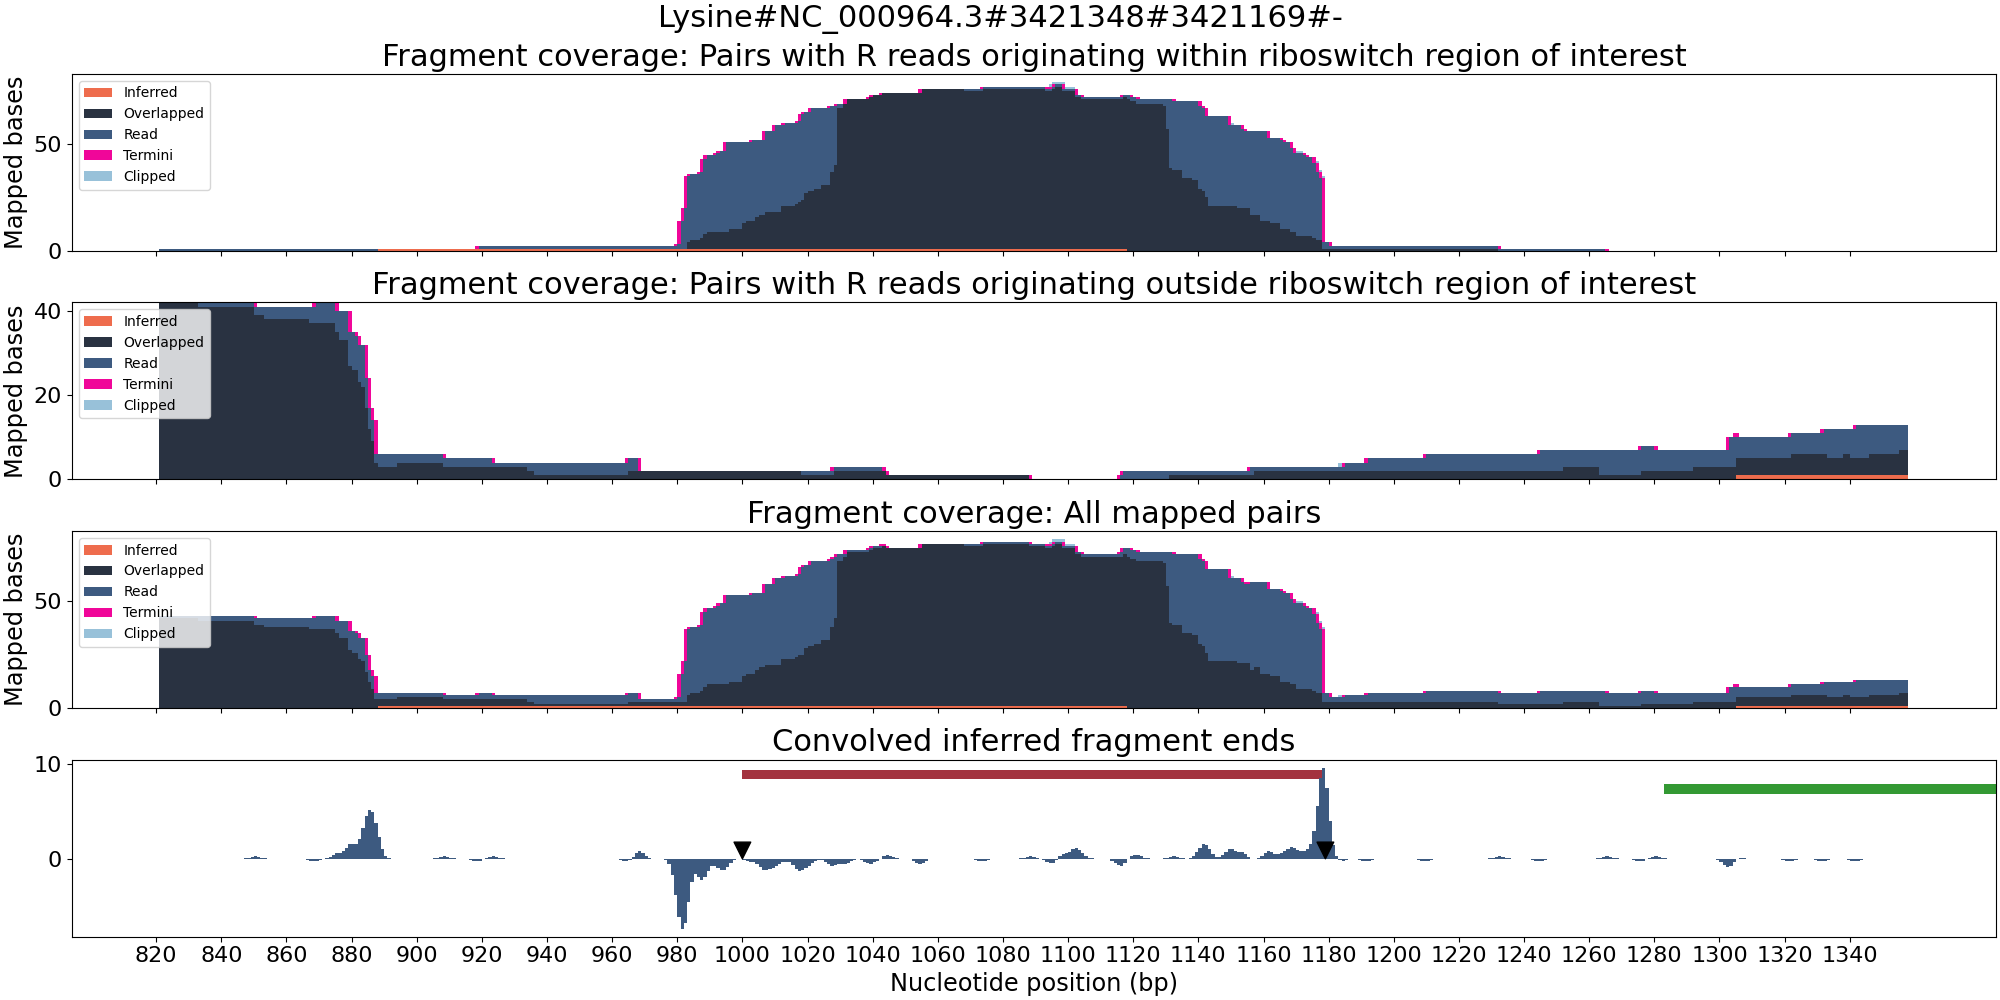 Lysine#NC_000964.3#3421348#3421169#-
Fragment coverage: Pairs with R reads originating within riboswitch region of interest
Mapped bases
50
0
Inferred
Overlapped
Read
Termini
Clipped
Fragment coverage: Pairs with R reads originating outside riboswitch region of interest
Mapped bases
40
20
0
Inferred
Overlapped
Read
Termini
Clipped
Fragment coverage: All mapped pairs
Mapped bases
50
0
Inferred
Overlapped
Read
Termini
Clipped
Convolved inferred fragment ends
10
0
820 840 860 880 900 920 940 960 980 1000 1020 1040 1060 1080 1100 1120 1140 1160 1180 1200 1220 1240 1260 1280 1300 1320 1340
Nucleotide position (bp)